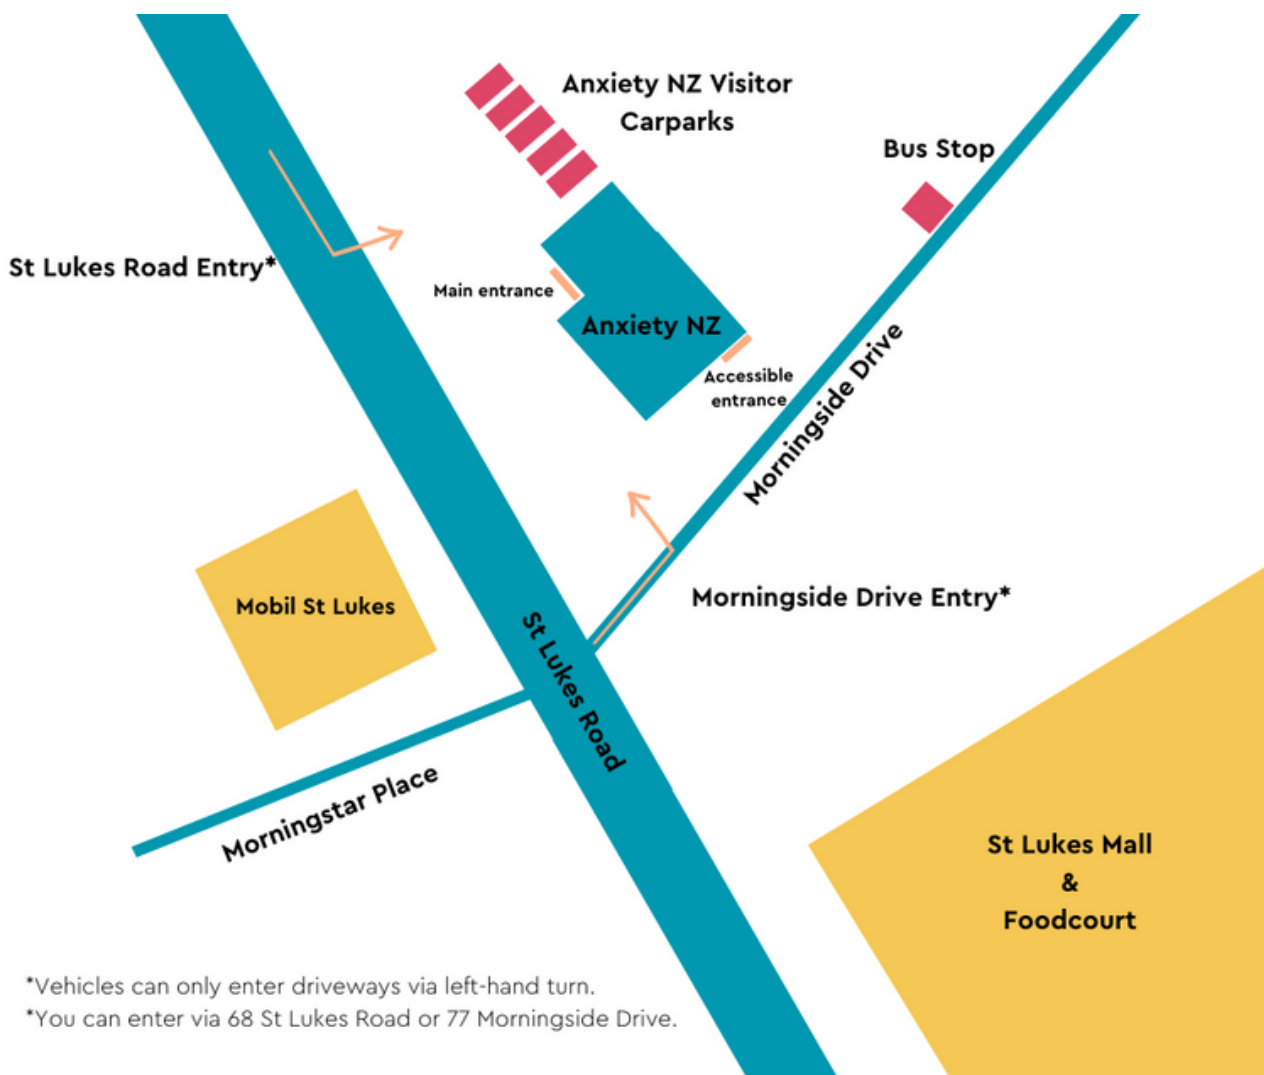 Anxiety NZ Visitor
Carparks
Bus Stop
St Lukes Road Entry*
Main entrance
Anxiety NZ
Accessible
entrance
Morningside Drive
Morningside Drive Entry*
Mobil St Lukes
St Lukes Road
Morningstar Place
St Lukes Mall
&
Foodcourt
*Vehicles can only enter driveways via left-hand turn.
*You can enter via 68 St Lukes Road or 77 Morningside Drive.